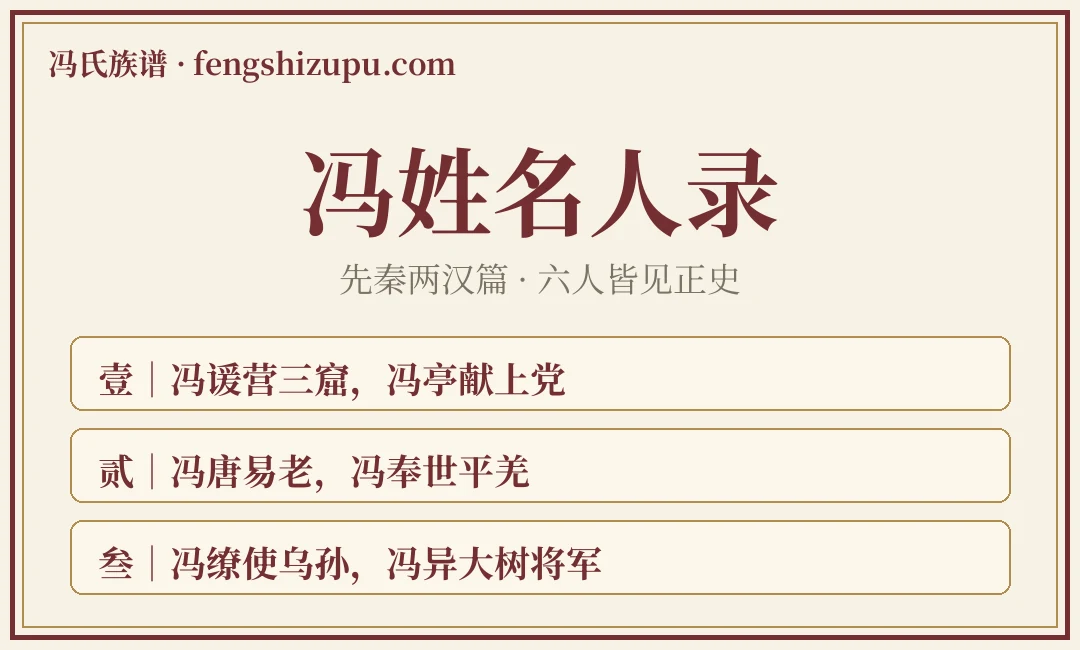 冯氏族谱 · fengshizupu.com
冯姓名人录
先秦两汉篇 · 六人皆见正史
壹｜冯谖营三窟，冯亭献上党
贰｜冯唐易老，冯奉世平羌
叁｜冯嫽使乌孙，冯异大树将军